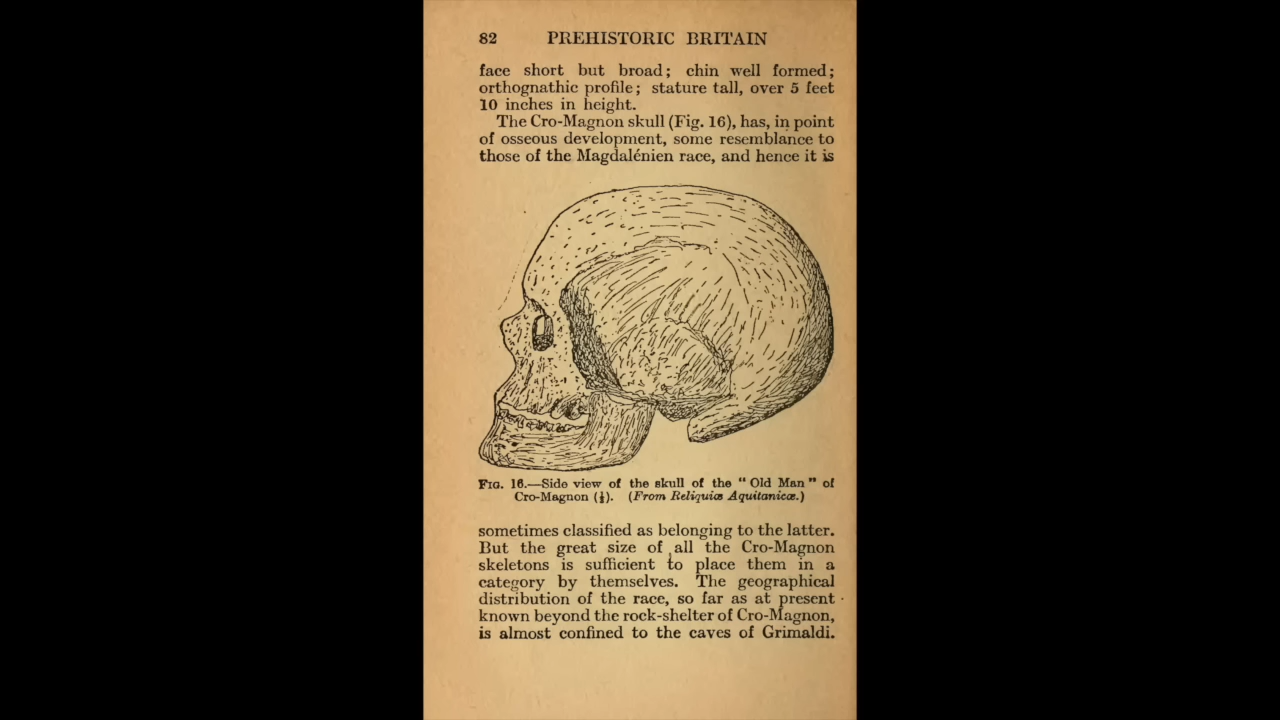 82 PREHISTORIC BRITAIN
face short but broad; chin well formed;
orthognathic profile; stature tall, over 5 feet
10 inches in height.
The Cro-Magnon skull (Fig. 16), has, in point
of osseous development, some resemblance to
those of the Magdalénien race, and hence it is
FIG. 16.—Side view of the skull of the "Old Man" of
Cro-Magnon (⅓). (From Reliquiæ Aquitanicæ.)
sometimes classified as belonging to the latter.
But the great size of all the Cro-Magnon
skeletons is sufficient to place them in a
category by themselves. The geographical
distribution of the race, so far as at present
known beyond the rock-shelter of Cro-Magnon,
is almost confined to the caves of Grimaldi.